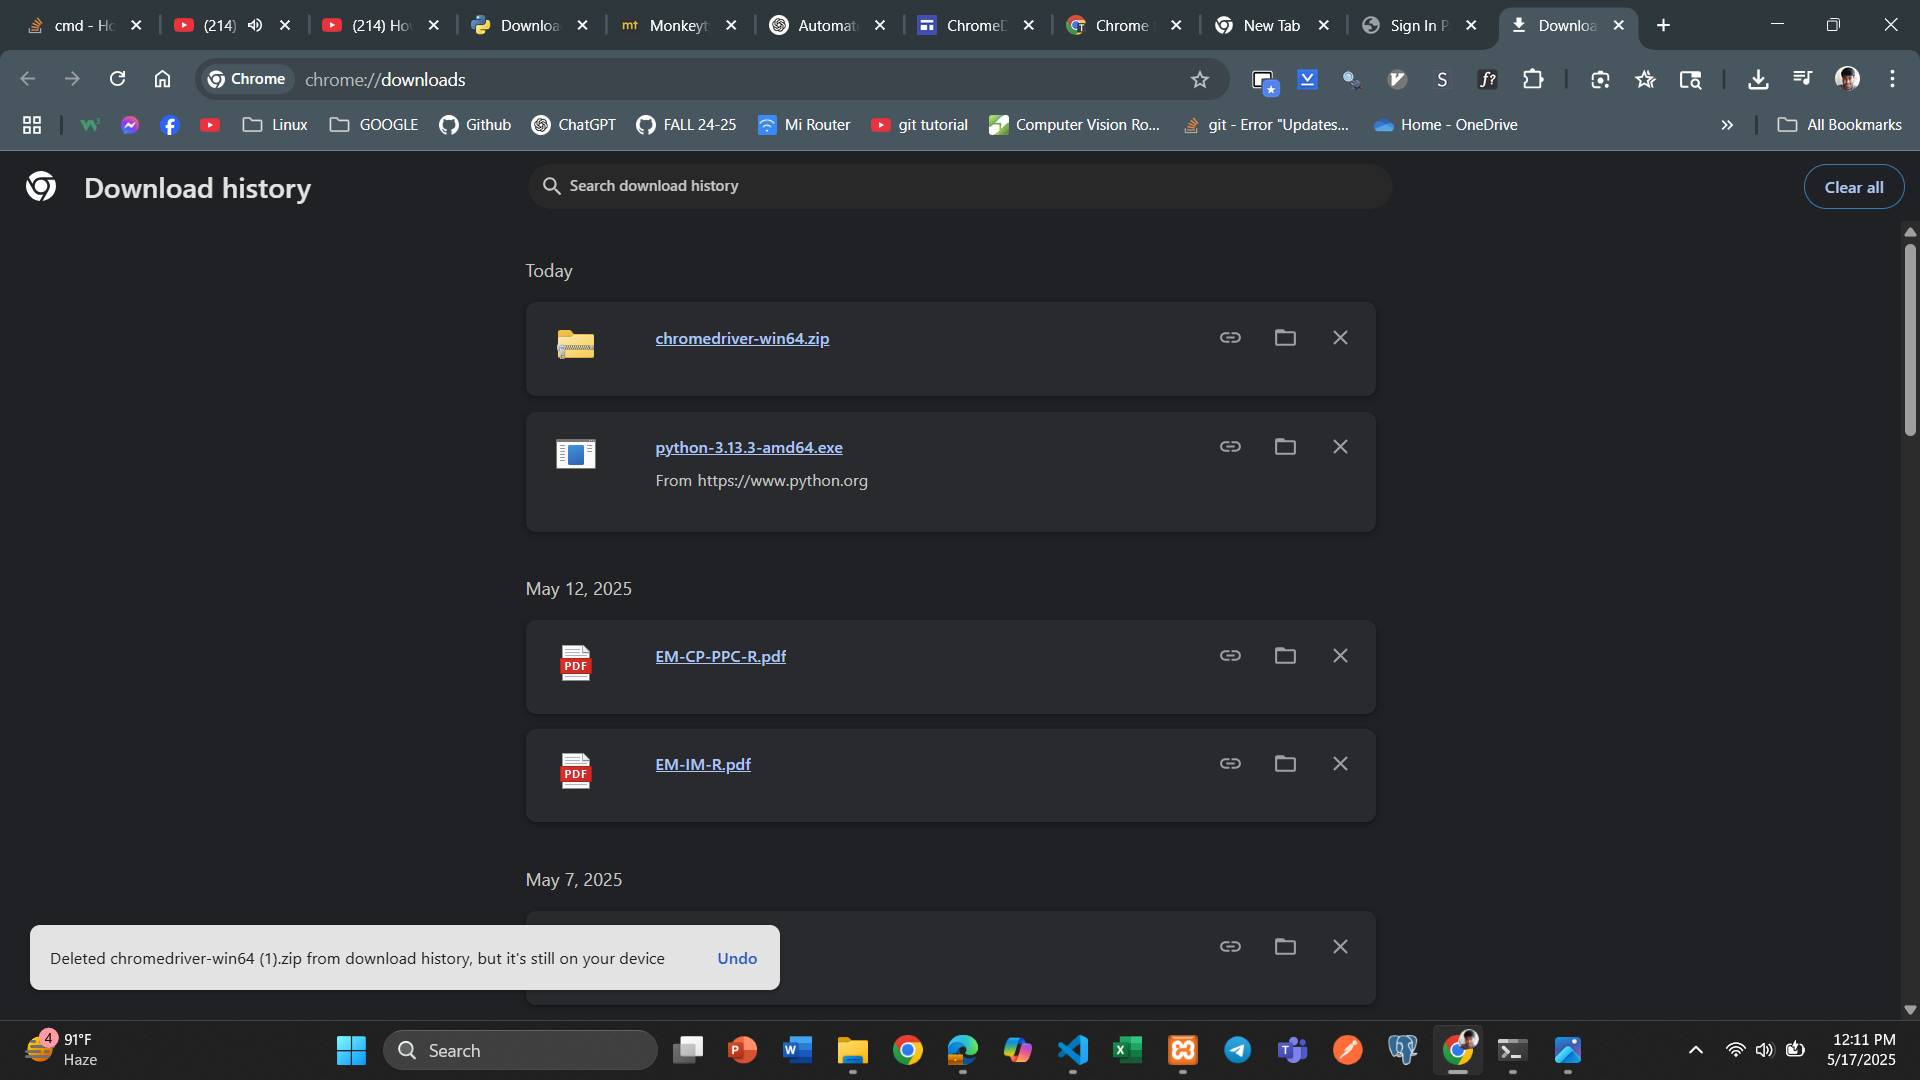 cmd - Ho
(214)
(214) Ho
Downloa
mt Monkeyt
Automat
ChromeD
Chrome
New Tab
Sign In P
Downloa
Chrome chrome://downloads
Linux GOOGLE Github ChatGPT FALL 24-25 Mi Router git tutorial Computer Vision Ro... git - Error "Updates... Home - OneDrive » All Bookmarks
Download history
Search download history
Clear all
Today
chromedriver-win64.zip
python-3.13.3-amd64.exe
From https://www.python.org
May 12, 2025
PDF EM-CP-PPC-R.pdf
PDF EM-IM-R.pdf
May 7, 2025
Deleted chromedriver-win64 (1).zip from download history, but it's still on your device Undo
4 91°F
Haze
Search
12:11 PM
5/17/2025